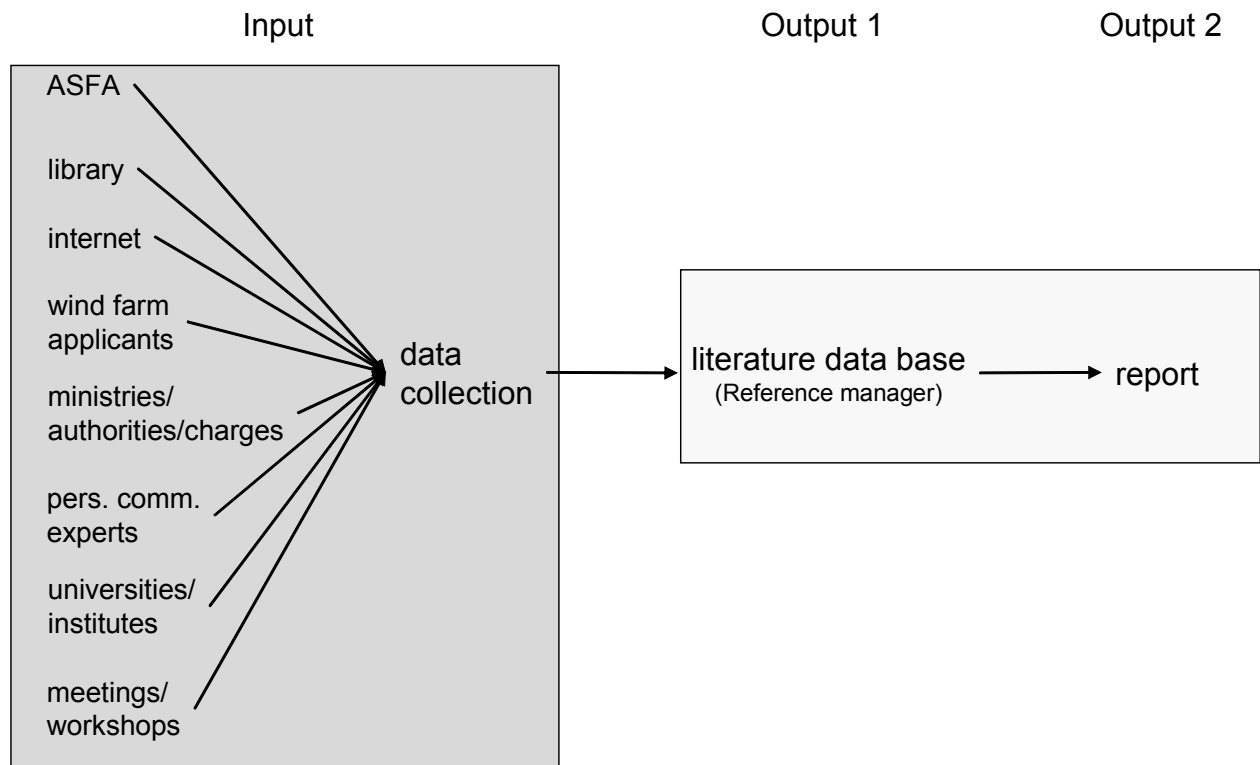 Input
Output 1
Output 2
ASFA
library
internet
wind farm
applicants
ministries/
authorities/charges
pers. comm.
experts
universities/
institutes
meetings/
workshops
data
collection
literature data base
(Reference manager)
report